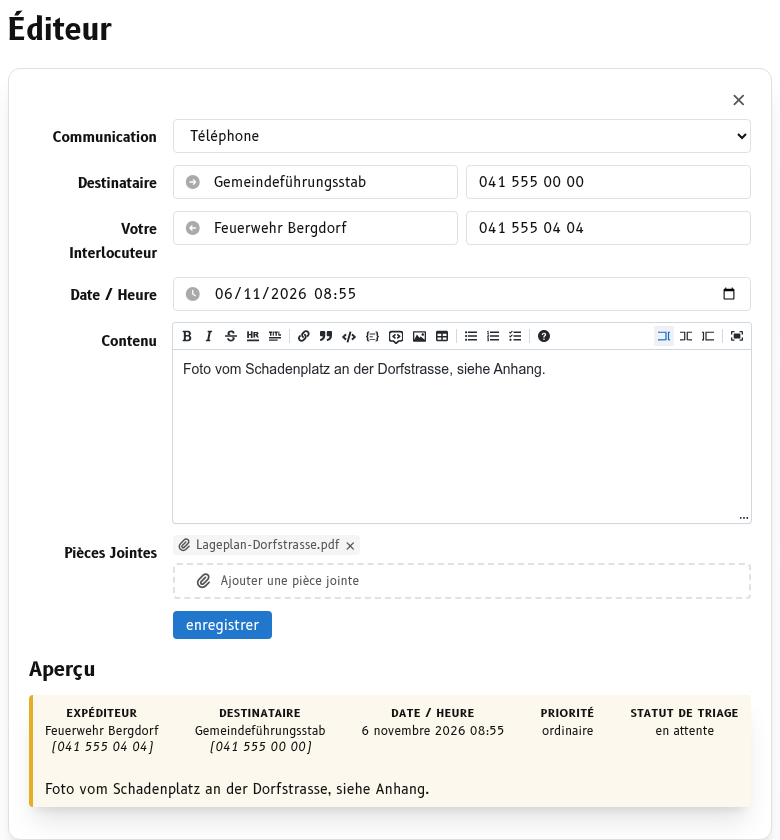 Éditeur
Communication
Téléphone
Destinataire
Gemeindeführungsstab
041 555 00 00
Votre Interlocuteur
Feuerwehr Bergdorf
041 555 04 04
Date / Heure
06/11/2026 08:55
Contenu
B I S HR TITL
Foto vom Schadenplatz an der Dorfstrasse, siehe Anhang.
Pièces Jointes
Lageplan-Dorfstrasse.pdf
Ajouter une pièce jointe
enregistrer
Aperçu
EXPÉDITEUR DESTINATAIRE DATE / HEURE PRIORITÉ STATUT DE TRIAGE
Feuerwehr Bergdorf Gemeindeführungsstab 6 novembre 2026 08:55 ordinaire en attente
[041 555 04 04] [041 555 00 00]
Foto vom Schadenplatz an der Dorfstrasse, siehe Anhang.